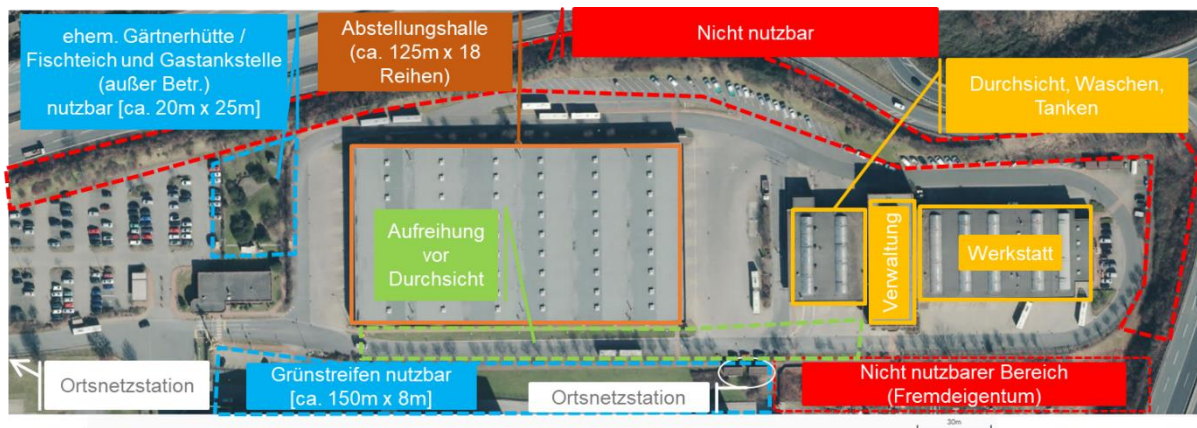 ehem. Gärtnerhütte /
Fischteich und Gastankstelle
(außer Betr.)
nutzbar [ca. 20m x 25m]
Abstellungshalle
(ca. 125m x 18
Reihen)
Nicht nutzbar
Durchsicht, Waschen,
Tanken
Aufreihung
vor
Durchsicht
Verwaltung
Werkstatt
Ortsnetzstation
Grünstreifen nutzbar
[ca. 150m x 8m]
Ortsnetzstation
Nicht nutzbarer Bereich
(Fremdeigentum)
30m